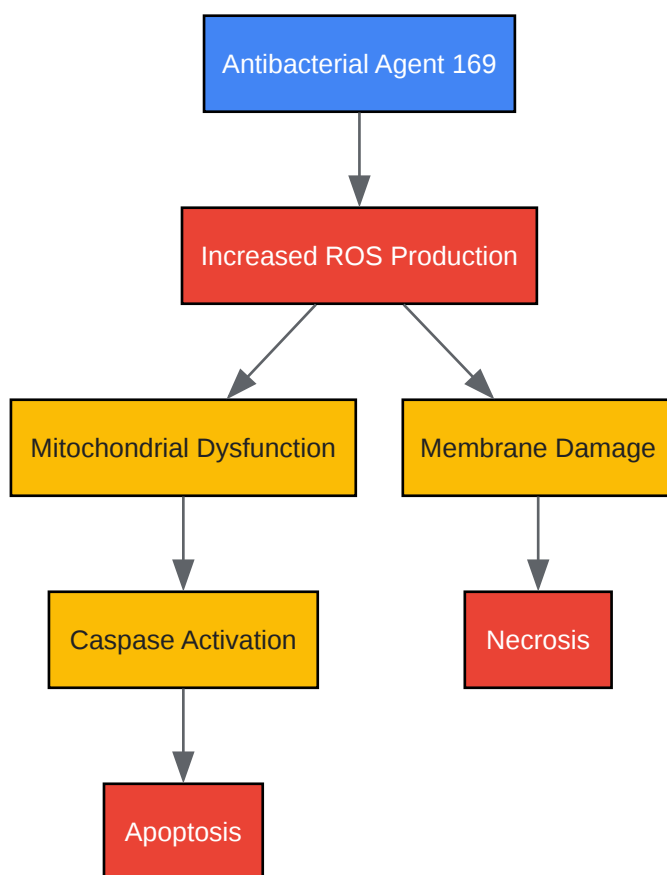 Antibacterial Agent 169
Increased ROS Production
Mitochondrial Dysfunction
Membrane Damage
Caspase Activation
Necrosis
Apoptosis